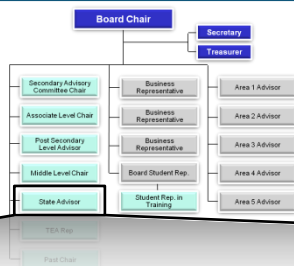 Board Chair
Secretary
Treasurer
Secondary Advisory
Committee Chair
Associate Level Chair
Post Secondary
Level Advisor
Middle Level Chair
State Advisor
TEA Rep
Past Chair
Business
Representative
Business
Representative
Business
Representative
Board Student Rep.
Student Rep. in
Training
Area 1 Advisor
Area 2 Advisor
Area 3 Advisor
Area 4 Advisor
Area 5 Advisor